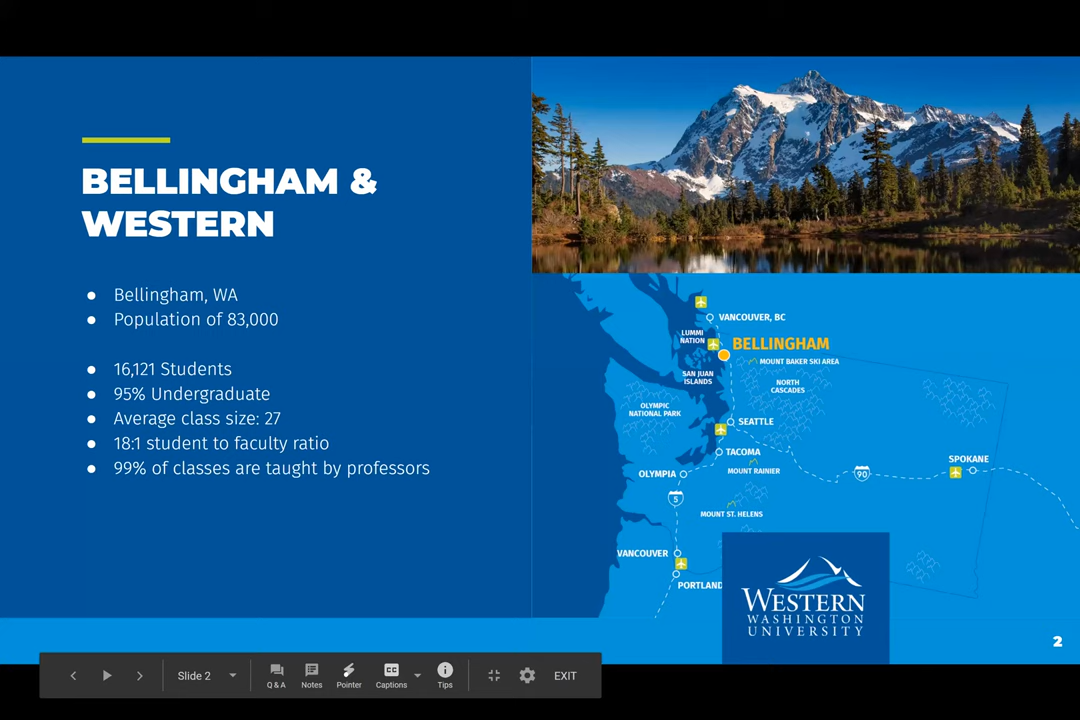 BELLINGHAM &
WESTERN
● Bellingham, WA
● Population of 83,000
● 16,121 Students
● 95% Undergraduate
● Average class size: 27
● 18:1 student to faculty ratio
● 99% of classes are taught by professors
VANCOUVER, BC
LUMMI
NATION
BELLINGHAM
MOUNT BAKER SKI AREA
SAN JUAN
ISLANDS
NORTH
CASCADES
OLYMPIC
NATIONAL PARK
SEATTLE
TACOMA
SPOKANE
MOUNT RAINIER
OLYMPIA
90
5
MOUNT ST. HELENS
VANCOUVER
PORTLAND
WESTERN
WASHINGTON
UNIVERSITY
2
Slide 2
Q & A
Notes
Pointer
CC
Captions
Tips
EXIT